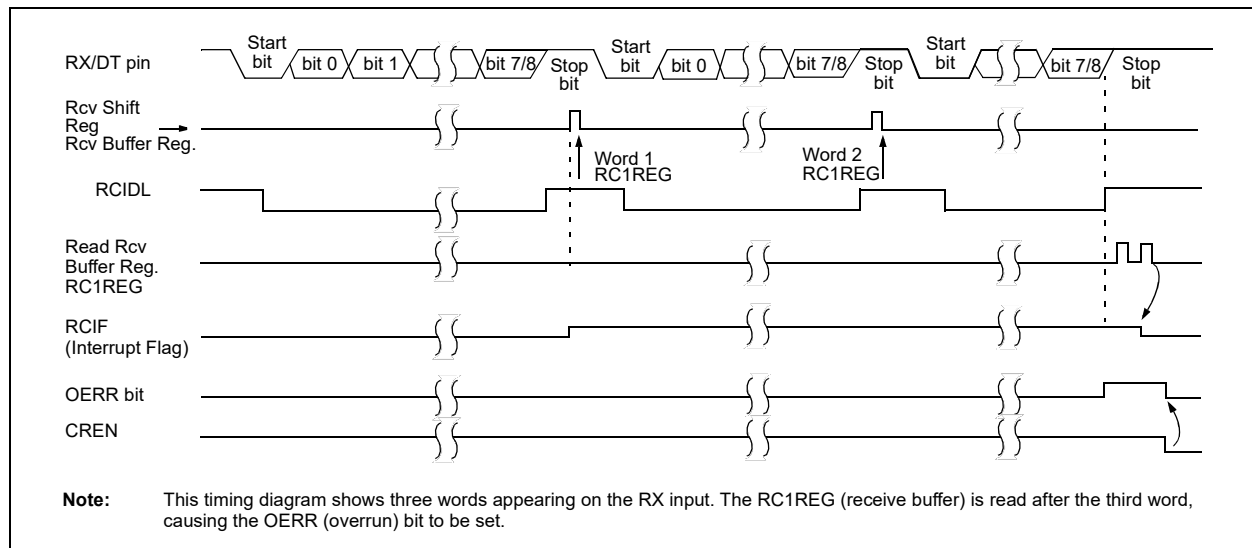 RX/DT pin
Start
bit
bit 0
bit 1
bit 7/8
Stop
bit
Start
bit
bit 0
bit 7/8
Stop
bit
Start
bit
bit 7/8
Stop
bit
Rcv Shift
Reg
Rcv Buffer Reg.
Word 1
RC1REG
Word 2
RC1REG
RCIDL
Read Rcv
Buffer Reg.
RC1REG
RCIF
(Interrupt Flag)
OERR bit
CREN
Note: This timing diagram shows three words appearing on the RX input. The RC1REG (receive buffer) is read after the third word,
causing the OERR (overrun) bit to be set.